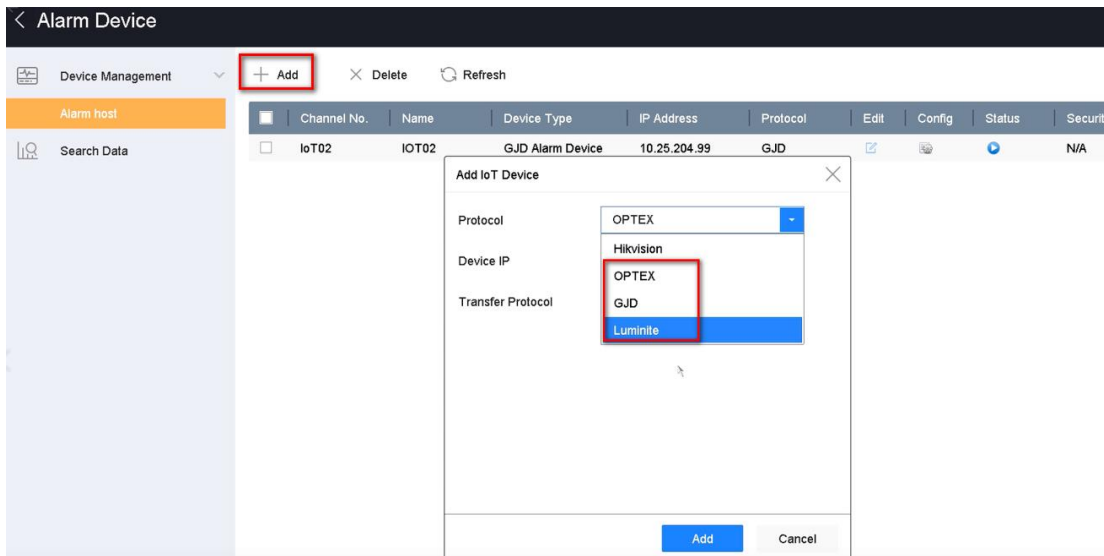 < Alarm Device
Device Management
Alarm host
Search Data
Add Delete Refresh
Channel No. Name Device Type IP Address Protocol Edit Config Status Securit
IoT02 IOT02 GJD Alarm Device 10.25.204.99 GJD N/A
Add IoT Device
Protocol OPTEX
Hikvision
Device IP
OPTEX
Transfer Protocol GJD
Luminite
Add Cancel